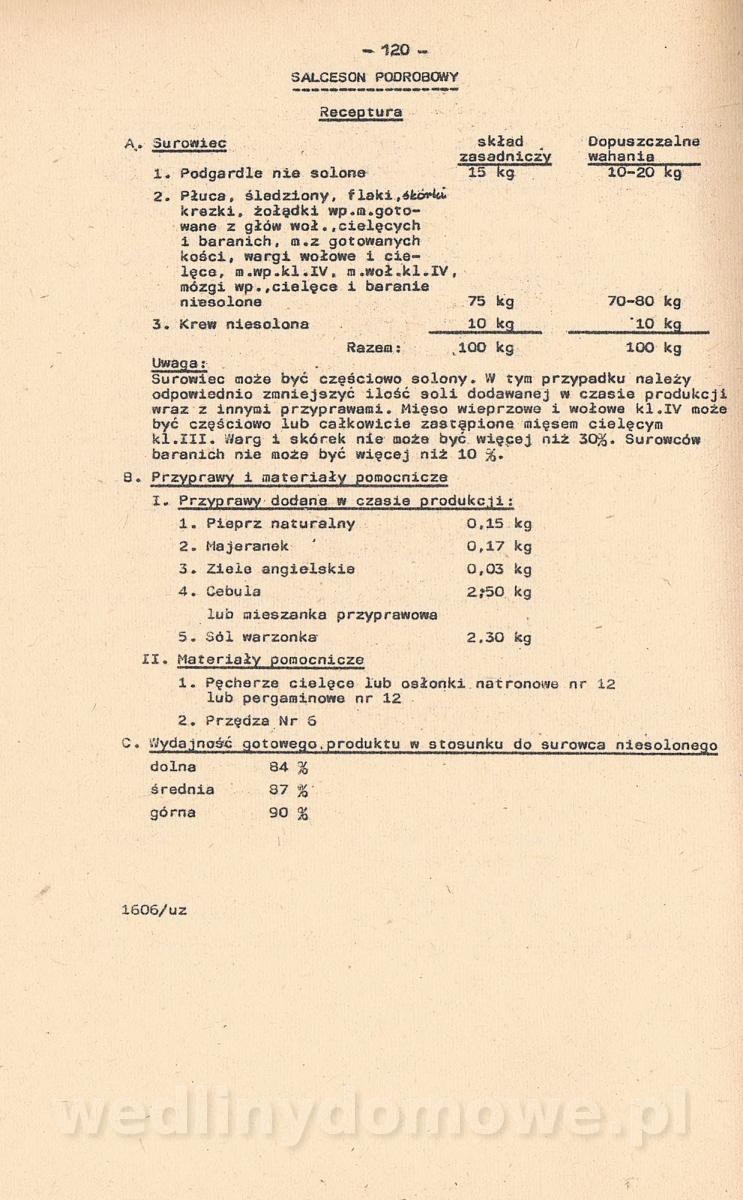 - 120 -
SALCESON PODROBOWY
Receptura
A. Surowiec skład zasadniczy Dopuszczalne wahania
1. Podgardle nie solone 15 kg 10-20 kg
2. Płuca, śledziony, flaki, skórki
krezki, żołądki wp.m.goto-
wane z głów woł.,cielęcych
i baranich, m.z gotowanych
kości, wargi wołowe i cie-
lęce, m.wp.kl.IV, m.woł.kl.IV,
mózgi wp.,cielęce i baranie
niesolone 75 kg 70-80 kg
3. Krew niesolona 10 kg 10 kg
Razem: 100 kg 100 kg
Uwaga:
Surowiec może być częściowo solony. W tym przypadku należy
odpowiednio zmniejszyć ilość soli dodawanej w czasie produkcji
wraz z innymi przyprawami. Mięso wieprzowe i wołowe kl.IV może
być częściowo lub całkowicie zastąpione mięsem cielęcym
kl.III. Warg i skórek nie może być więcej niż 30%. Surowców
baranich nie może być więcej niż 10 %.
B. Przyprawy i materiały pomocnicze
I. Przyprawy dodane w czasie produkcji:
1. Pieprz naturalny 0,15 kg
2. Majeranek 0,17 kg
3. Ziele angielskie 0,03 kg
4. Cebula 2,50 kg
lub mieszanka przyprawowa
5. Sól warzonka 2,30 kg
II. Materiały pomocnicze
1. Pęcherze cielęce lub osłonki natronowe nr 12
lub pergaminowe nr 12
2. Przędza Nr 6
C. Wydajność gotowego produktu w stosunku do surowca niesolonego
dolna 84 %
średnia 87 %
górna 90 %
1606/uz
wedlinydomowe.pl